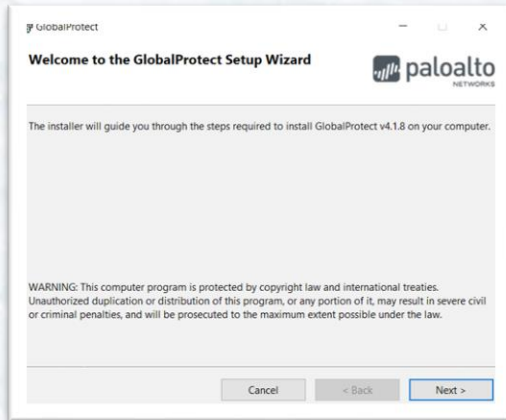 GlobalProtect
Welcome to the GlobalProtect Setup Wizard
paloalto
NETWORKS
The installer will guide you through the steps required to install GlobalProtect v4.1.8 on your computer.
WARNING: This computer program is protected by copyright law and international treaties.
Unauthorized duplication or distribution of this program, or any portion of it, may result in severe civil
or criminal penalties, and will be prosecuted to the maximum extent possible under the law.
Cancel
< Back
Next >